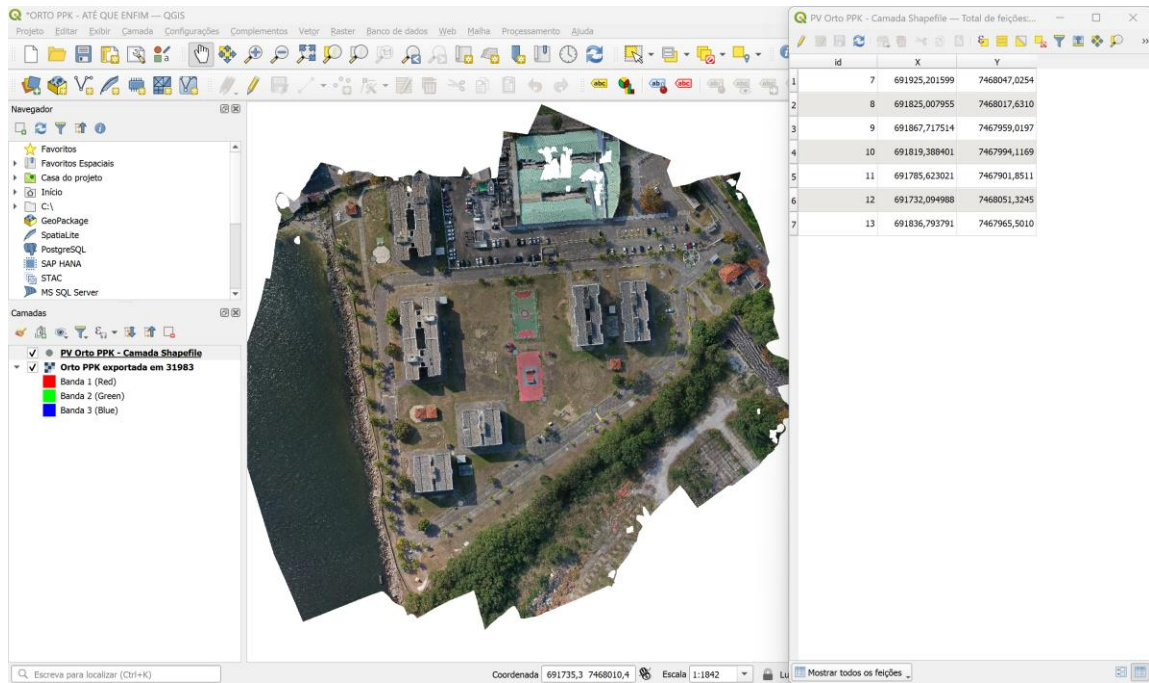 *ORTO PPK - ATÉ QUE ENFIM — QGIS
Projeto Editar Exibir Camada Configurações Complementos Vetor Raster Banco de dados Web Malha Processamento Ajuda
Navegador
Favoritos
Favoritos Espaciais
Casa do projeto
Início
C:\
GeoPackage
SpatiaLite
PostgreSQL
SAP HANA
STAC
MS SQL Server
Camadas
PV Orto PPK - Camada Shapefile
Orto PPK exportada em 31983
Banda 1 (Red)
Banda 2 (Green)
Banda 3 (Blue)
Escreva para localizar (Ctrl+K)
Coordenada 691735,3 7468010,4
Escala 1:1842
PV Orto PPK - Camada Shapefile — Total de feições:...
id X Y
1 7 691925,201599 7468047,0254
2 8 691825,007955 7468017,6310
3 9 691867,717514 7467959,0197
4 10 691819,388401 7467994,1169
5 11 691785,623021 7467901,8511
6 12 691732,094988 7468051,3245
7 13 691836,793791 7467965,5010
Mostrar todos os feições